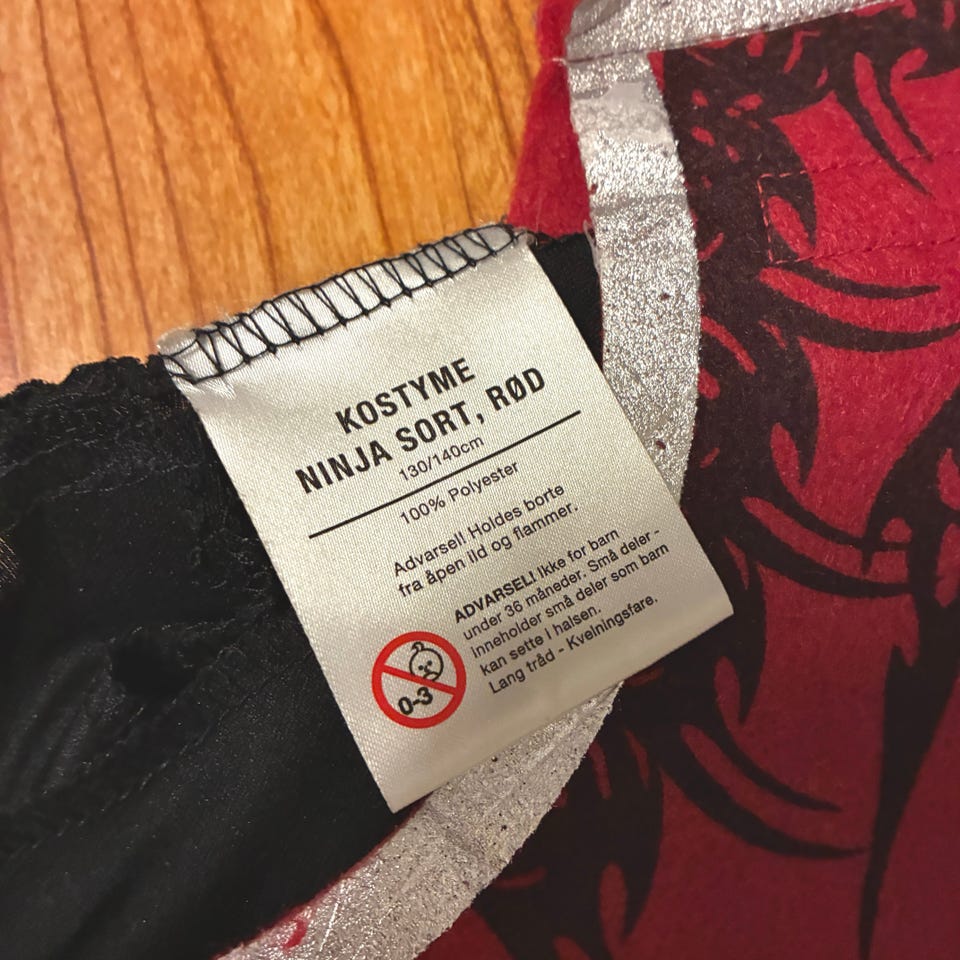 KOSTYME
NINJA SORT, RØD
130/140cm
100% Polyester
Advarsel! Holdes borte
fra åpen ild og flammer.
ADVARSEL! Ikke for barn
under 36 måneder. Små deler -
Inneholder små deler som barn
kan sette i halsen.
Lang tråd - Kvelningsfare.
0-3